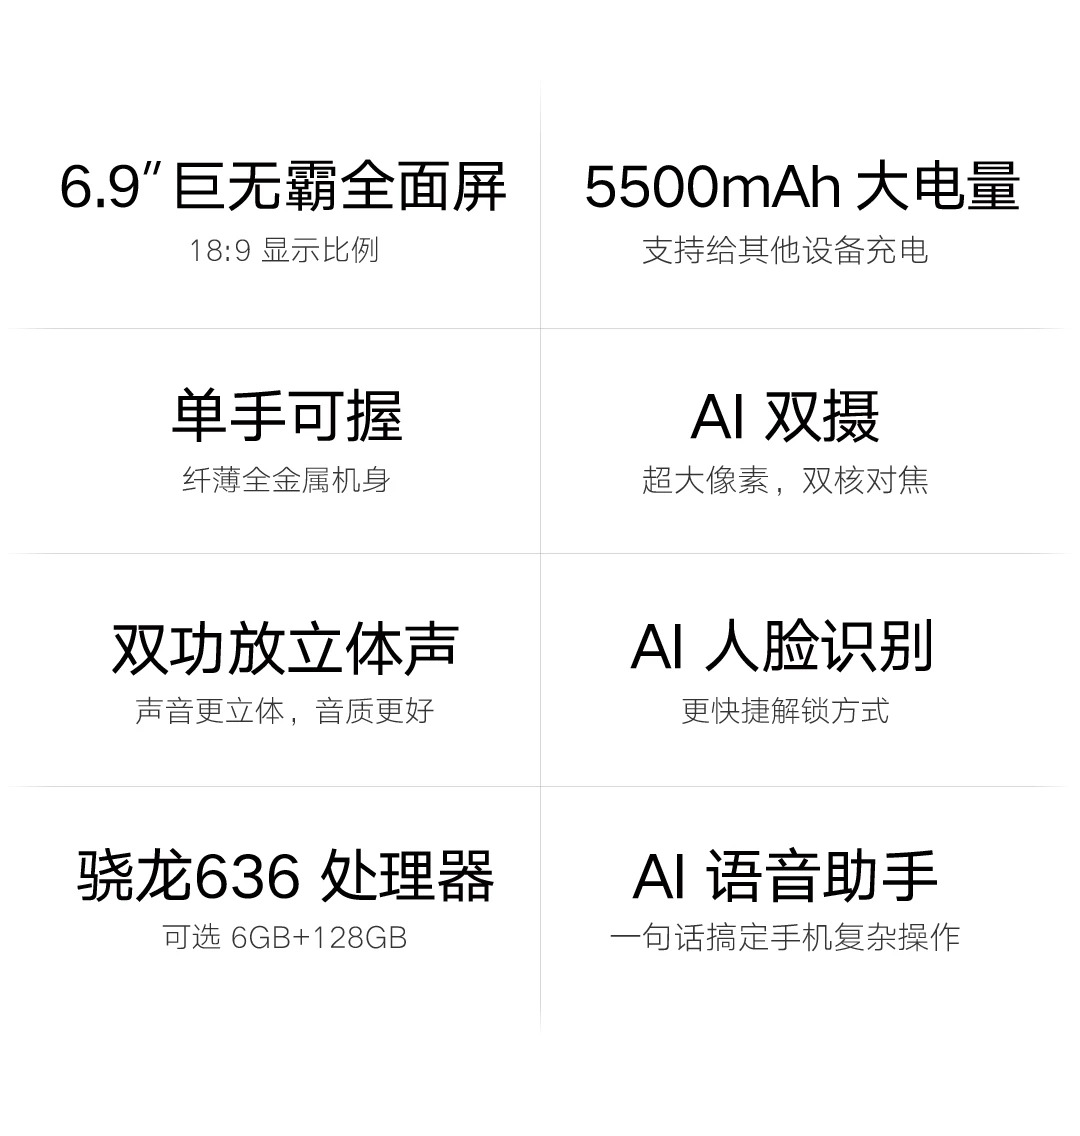 6.9″巨无霸全面屏
18:9 显示比例
5500mAh 大电量
支持给其他设备充电
单手可握
纤薄全金属机身
AI 双摄
超大像素，双核对焦
双功放立体声
声音更立体，音质更好
AI 人脸识别
更快捷解锁方式
骁龙636 处理器
可选 6GB+128GB
AI 语音助手
一句话搞定手机复杂操作